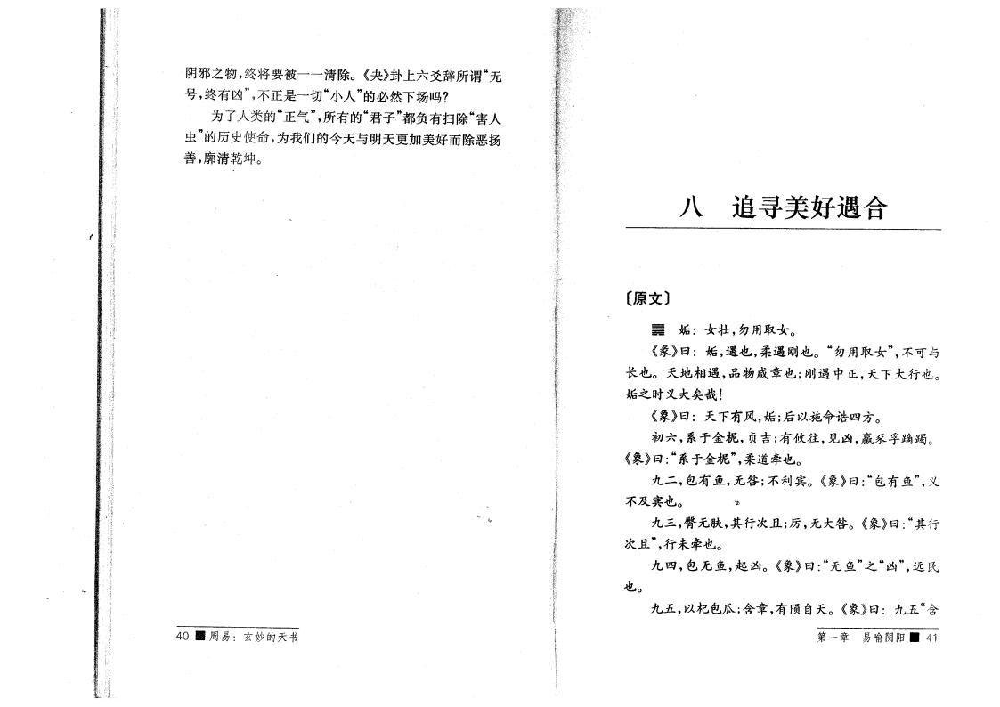 阴邪之物,终将要被一一清除。《夬》卦上六爻辞所谓“无
号,终有凶”,不正是一切“小人”的必然下场吗?
为了人类的“正气”,所有的“君子”都负有扫除“害人
虫”的历史使命,为我们的今天与明天更加美好而除恶扬
善,廓清乾坤。
40 ■ 周易:玄妙的天书
八 追寻美好遇合
〔原文〕
䷫ 姤:女壮,勿用取女。
《彖》曰:姤,遇也,柔遇刚也。“勿用取女”,不可与
长也。天地相遇,品物咸章也;刚遇中正,天下大行也。
姤之时义大矣哉!
《象》曰:天下有风,姤;后以施命诰四方。
初六,系于金柅,贞吉;有攸往,见凶,羸豕孚蹢躅。
《象》曰:“系于金柅”,柔道牵也。
九二,包有鱼,无咎;不利宾。《象》曰:“包有鱼”,义
不及宾也。
九三,臀无肤,其行次且;厉,无大咎。《象》曰:“其行
次且”,行未牵也。
九四,包无鱼,起凶。《象》曰:“无鱼”之“凶”,远民
也。
九五,以杞包瓜;含章,有陨自天。《象》曰:九五“含
第一章 易喻阴阳 ■ 41